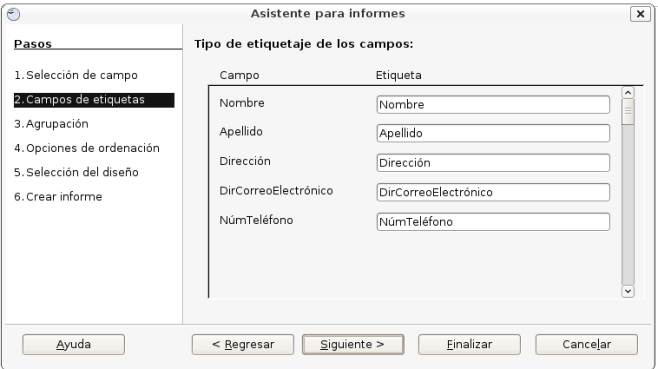 Asistente para informes
Pasos
1.Selección de campo
2.Campos de etiquetas
3.Agrupación
4.Opciones de ordenación
5.Selección del diseño
6.Crear informe
Tipo de etiquetaje de los campos:
Campo Etiqueta
Nombre Nombre
Apellido Apellido
Dirección Dirección
DirCorreoElectrónico DirCorreoElectrónico
NúmTeléfono NúmTeléfono
Ayuda < Regresar Siguiente > Finalizar Cancelar